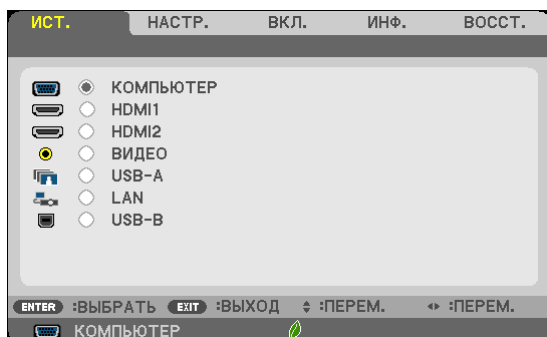 ИСТ. НАСТР. ВКЛ. ИНФ. ВОССТ.
КОМПЬЮТЕР
HDMI1
HDMI2
ВИДЕО
USB-A
LAN
USB-B
ENTER :ВЫБРАТЬ EXIT :ВЫХОД :ПЕРЕМ. :ПЕРЕМ.
КОМПЬЮТЕР